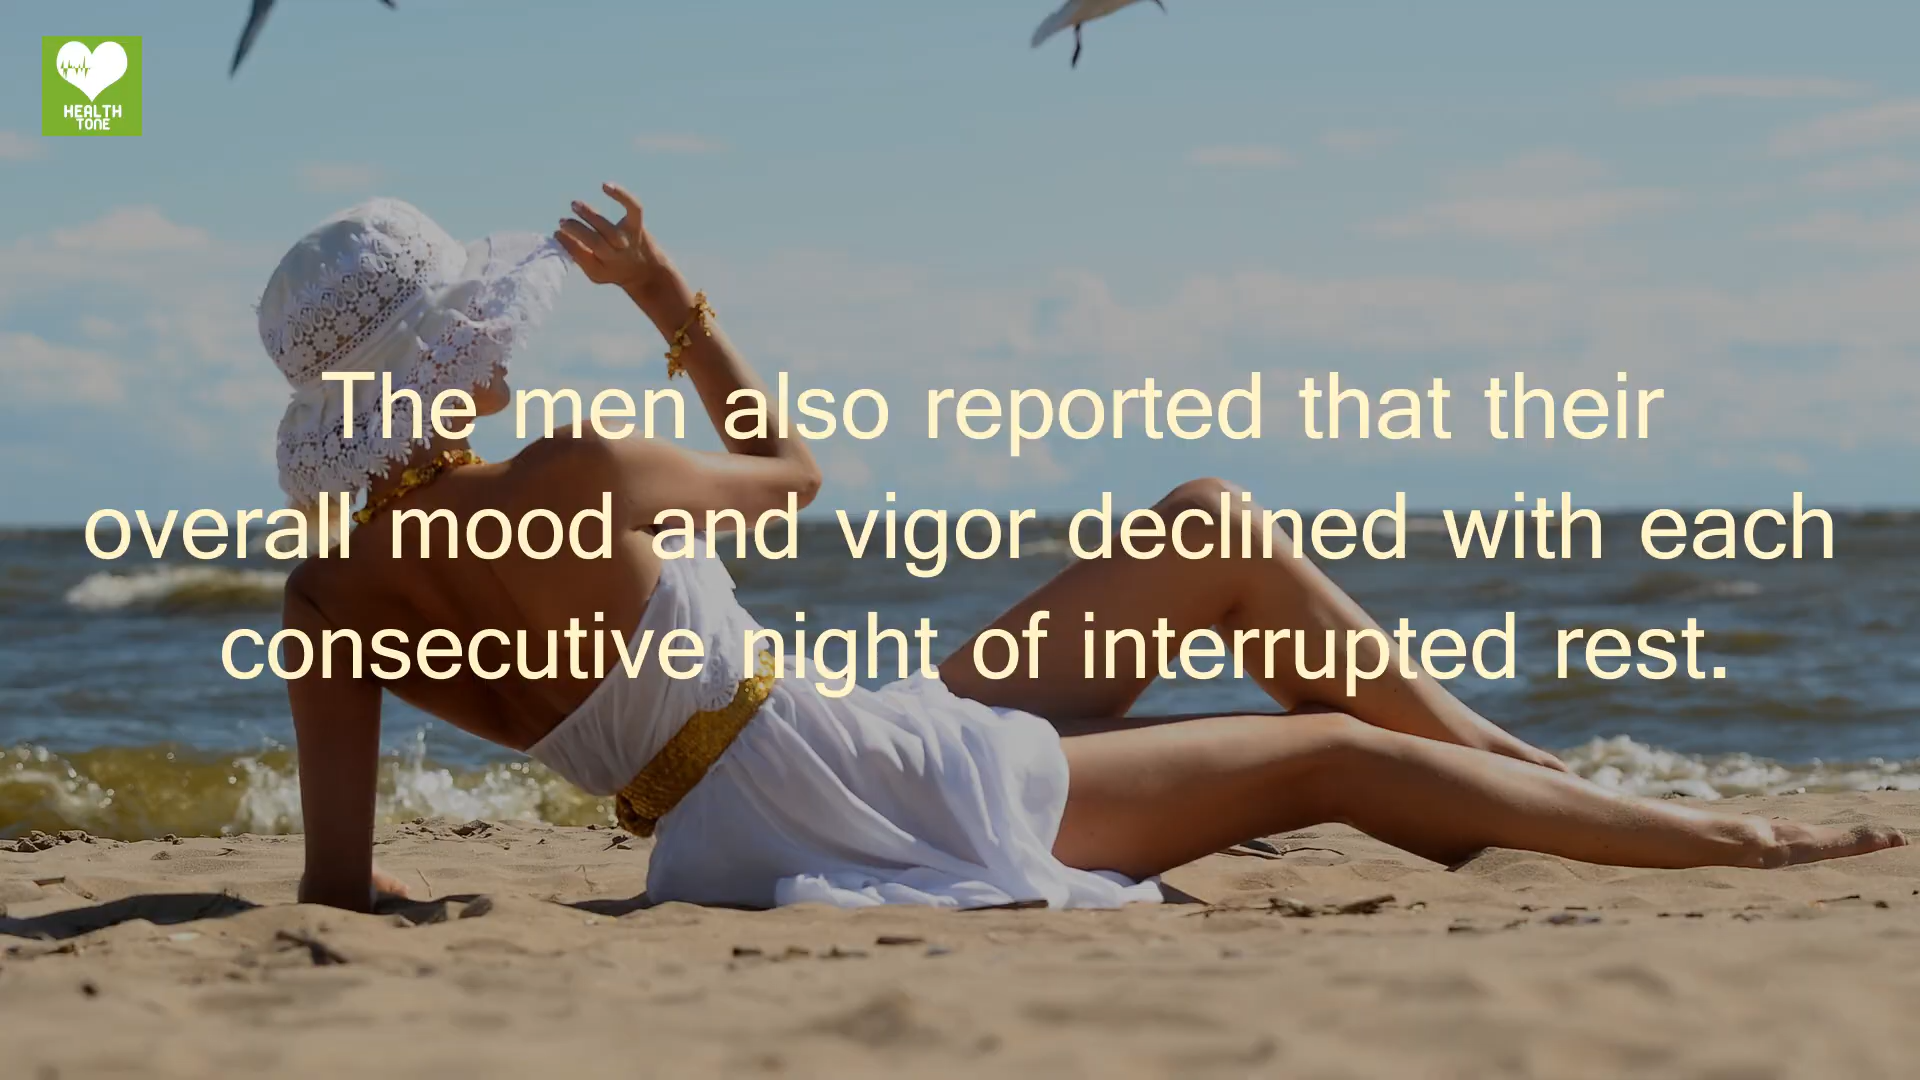 HEALTH
TONE
The men also reported that their
overall mood and vigor declined with each
consecutive night of interrupted rest.